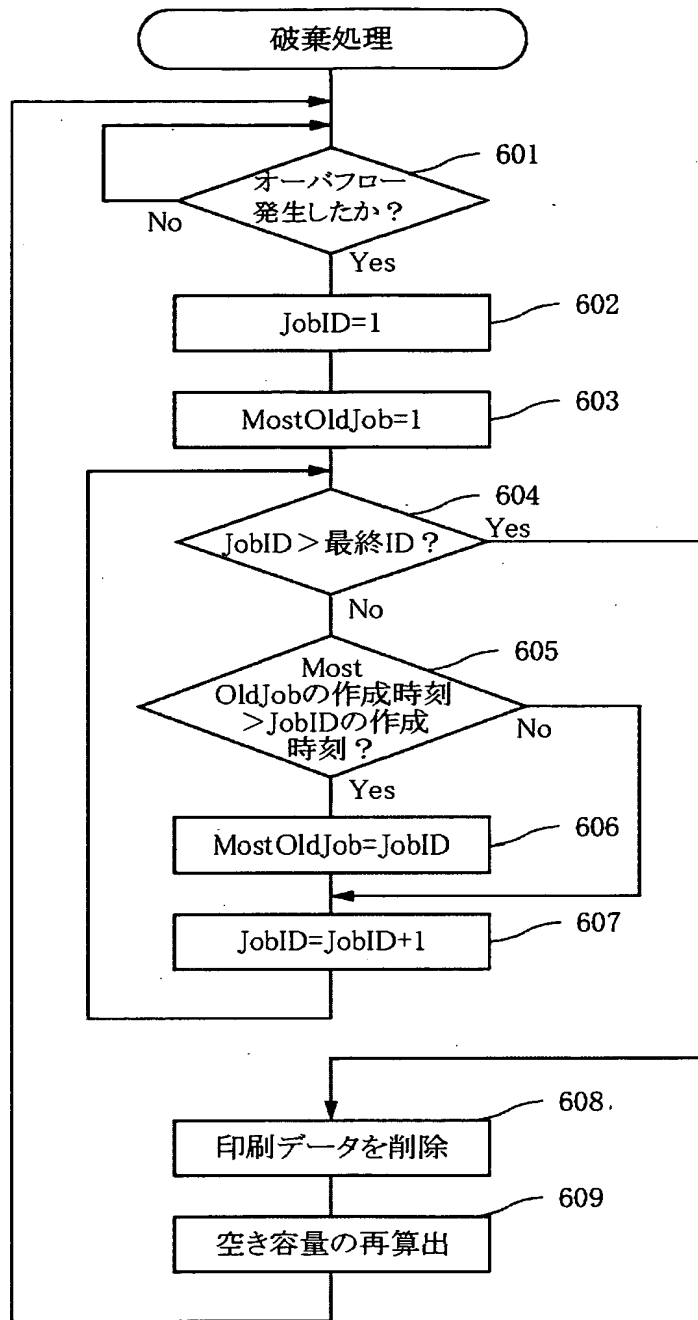 破棄処理
601
オーバフロー
発生したか？
No
Yes
602
JobID=1
603
MostOldJob=1
604
JobID＞最終ID？
Yes
No
605
Most
OldJobの作成時刻
＞JobIDの作成
時刻？
No
Yes
606
MostOldJob=JobID
607
JobID=JobID+1
608
印刷データを削除
609
空き容量の再算出